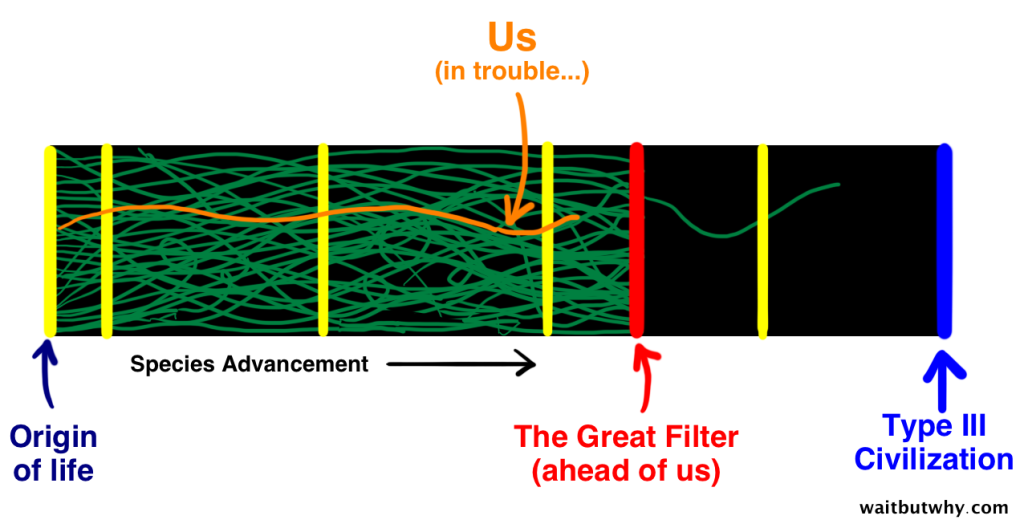 Us
(in trouble...)
Species Advancement
Origin
of life
The Great Filter
(ahead of us)
Type III
Civilization
waitbutwhy.com